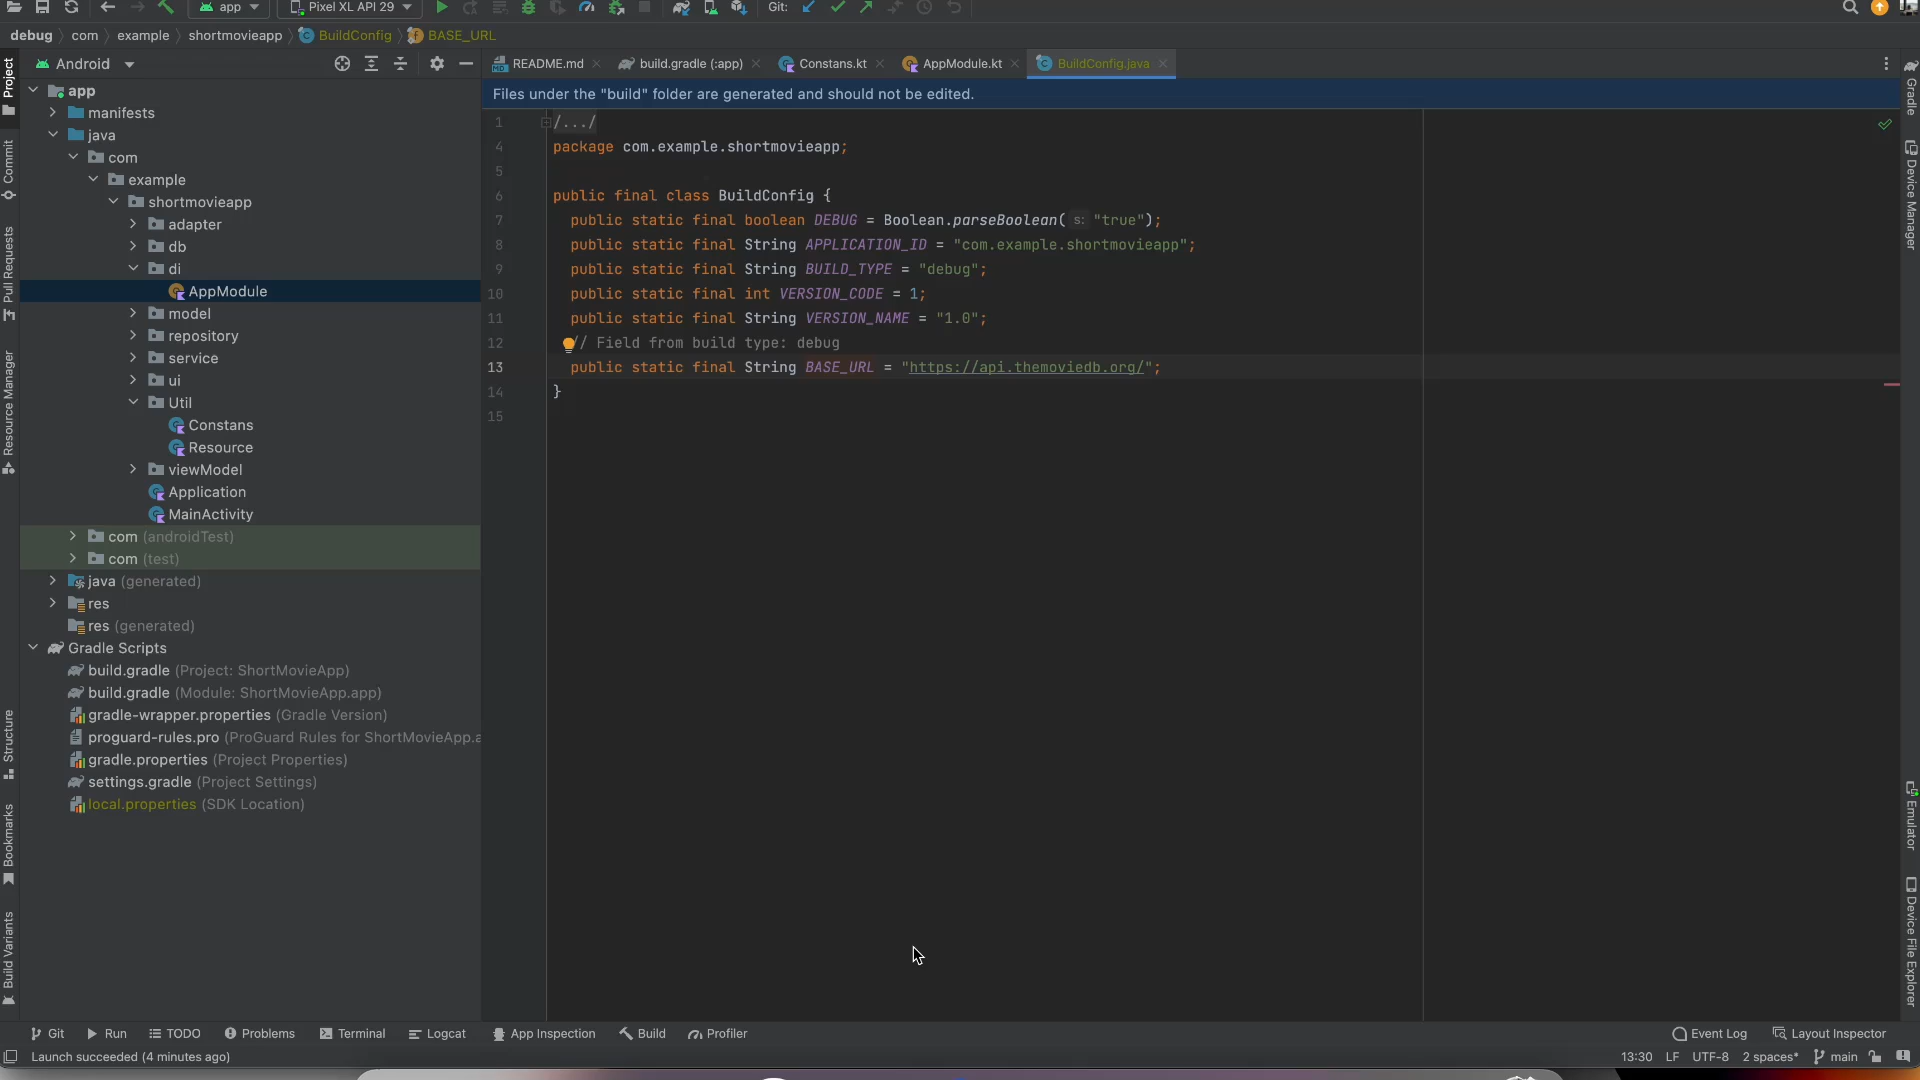 app
Pixel XL API 29
Git:
debug
com
example
shortmovieapp
BuildConfig
BASE_URL
Android
README.md
build.gradle (:app)
Constans.kt
AppModule.kt
BuildConfig.java
Files under the "build" folder are generated and should not be edited.
Project
Commit
Pull Requests
Resource Manager
Structure
Bookmarks
Build Variants
app
manifests
java
com
example
shortmovieapp
adapter
db
di
AppModule
model
repository
service
ui
Util
Constans
Resource
viewModel
Application
MainActivity
com (androidTest)
com (test)
java (generated)
res
res (generated)
Gradle Scripts
build.gradle (Project: ShortMovieApp)
build.gradle (Module: ShortMovieApp.app)
gradle-wrapper.properties (Gradle Version)
proguard-rules.pro (ProGuard Rules for ShortMovieApp.a
gradle.properties (Project Properties)
settings.gradle (Project Settings)
local.properties (SDK Location)
1 /.../
4 package com.example.shortmovieapp;
5
6 public final class BuildConfig {
7 public static final boolean DEBUG = Boolean.parseBoolean( s: "true");
8 public static final String APPLICATION_ID = "com.example.shortmovieapp";
9 public static final String BUILD_TYPE = "debug";
10 public static final int VERSION_CODE = 1;
11 public static final String VERSION_NAME = "1.0";
12 // Field from build type: debug
13 public static final String BASE_URL = "https://api.themoviedb.org/";
14 }
15
Gradle
Device Manager
Emulator
Device File Explorer
Git
Run
TODO
Problems
Terminal
Logcat
App Inspection
Build
Profiler
Event Log
Layout Inspector
Launch succeeded (4 minutes ago)
13:30
LF
UTF-8
2 spaces*
main